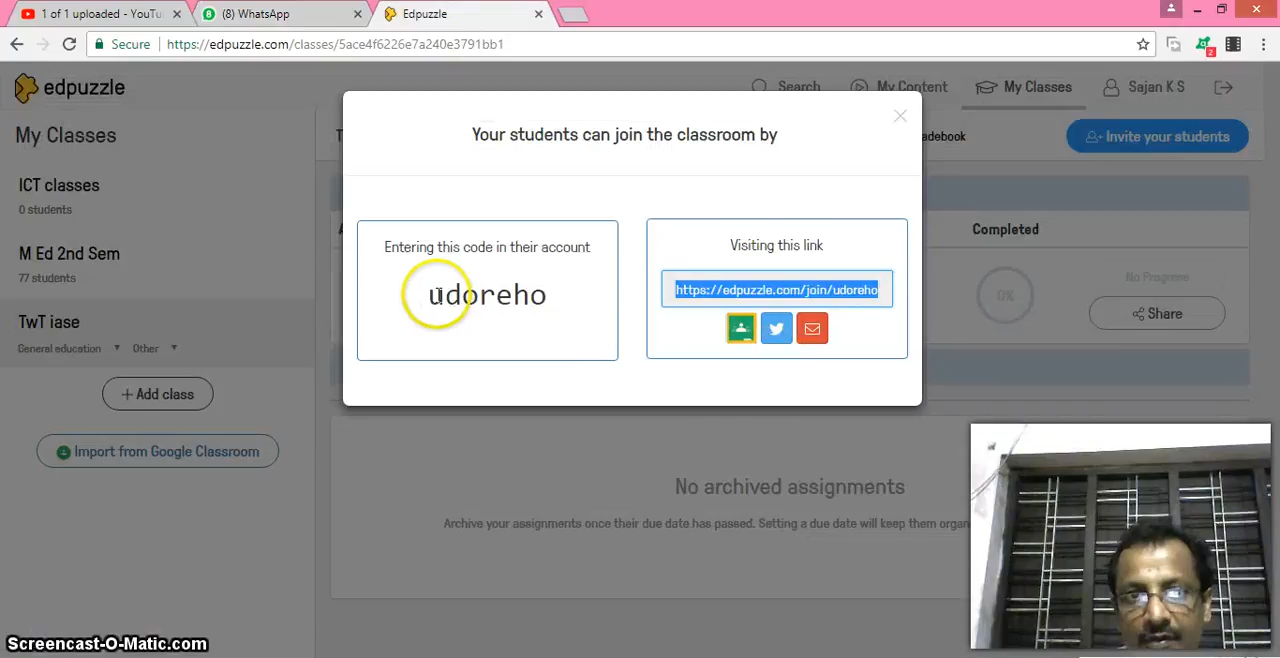 1 of 1 uploaded - YouTu
(8) WhatsApp
Edpuzzle
Secure
https://edpuzzle.com/classes/5ace4f6226e7a240e3791bb1
2
edpuzzle
Search
My Content
My Classes
Sajan K S
My Classes
Invite your students
ICT classes
0 students
M Ed 2nd Sem
77 students
TwT iase
General education
Other
+ Add class
Import from Google Classroom
Your students can join the classroom by
Entering this code in their account
udoreho
Visiting this link
https://edpuzzle.com/join/udoreho
Completed
No Progress
0%
Share
No archived assignments
Archive your assignments once their due date has passed. Setting a due date will keep them organ
Screencast-O-Matic.com